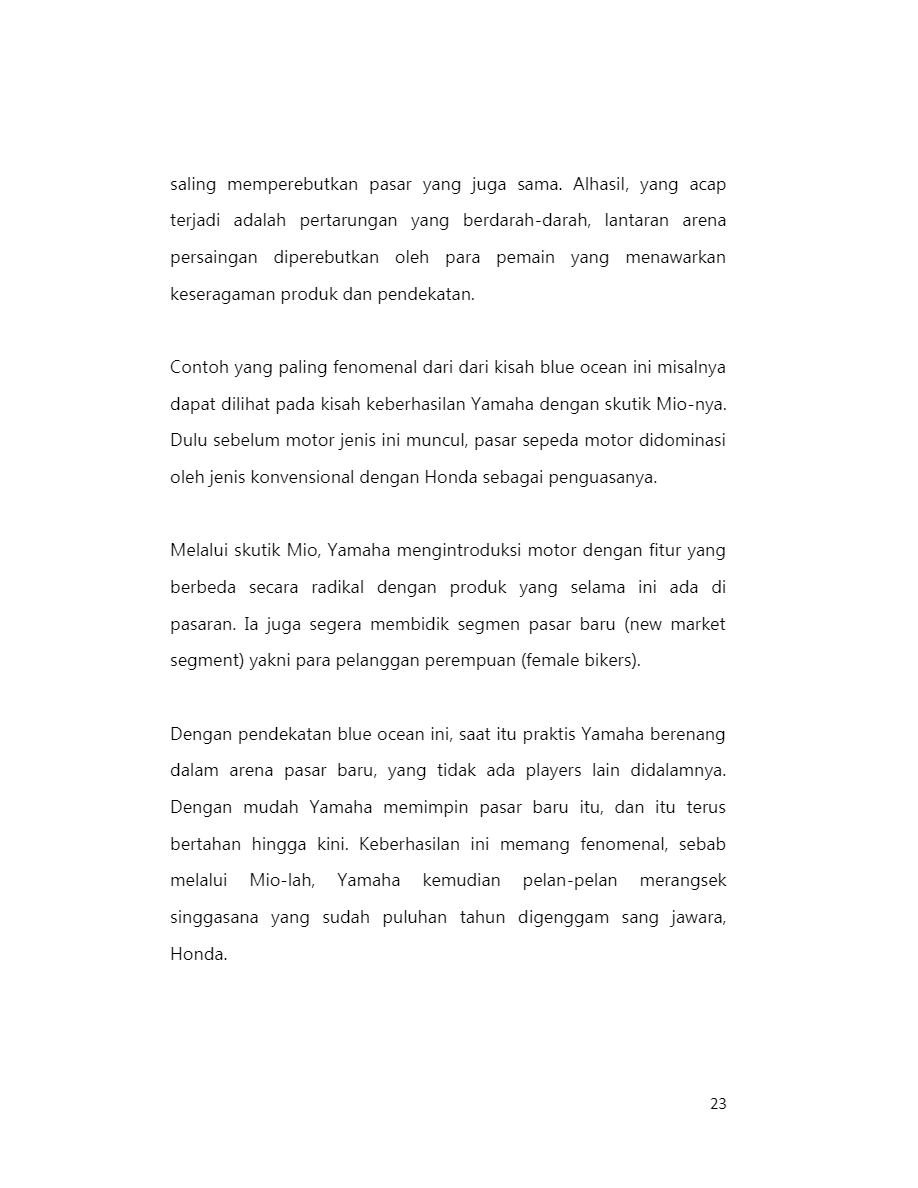 saling memperebutkan pasar yang juga sama. Alhasil, yang acap
terjadi adalah pertarungan yang berdarah-darah, lantaran arena
persaingan diperebutkan oleh para pemain yang menawarkan
keseragaman produk dan pendekatan.
Contoh yang paling fenomenal dari dari kisah blue ocean ini misalnya
dapat dilihat pada kisah keberhasilan Yamaha dengan skutik Mio-nya.
Dulu sebelum motor jenis ini muncul, pasar sepeda motor didominasi
oleh jenis konvensional dengan Honda sebagai penguasanya.
Melalui skutik Mio, Yamaha mengintroduksi motor dengan fitur yang
berbeda secara radikal dengan produk yang selama ini ada di
pasaran. Ia juga segera membidik segmen pasar baru (new market
segment) yakni para pelanggan perempuan (female bikers).
Dengan pendekatan blue ocean ini, saat itu praktis Yamaha berenang
dalam arena pasar baru, yang tidak ada players lain didalamnya.
Dengan mudah Yamaha memimpin pasar baru itu, dan itu terus
bertahan hingga kini. Keberhasilan ini memang fenomenal, sebab
melalui Mio-lah, Yamaha kemudian pelan-pelan merangsek
singgasana yang sudah puluhan tahun digenggam sang jawara,
Honda.
23